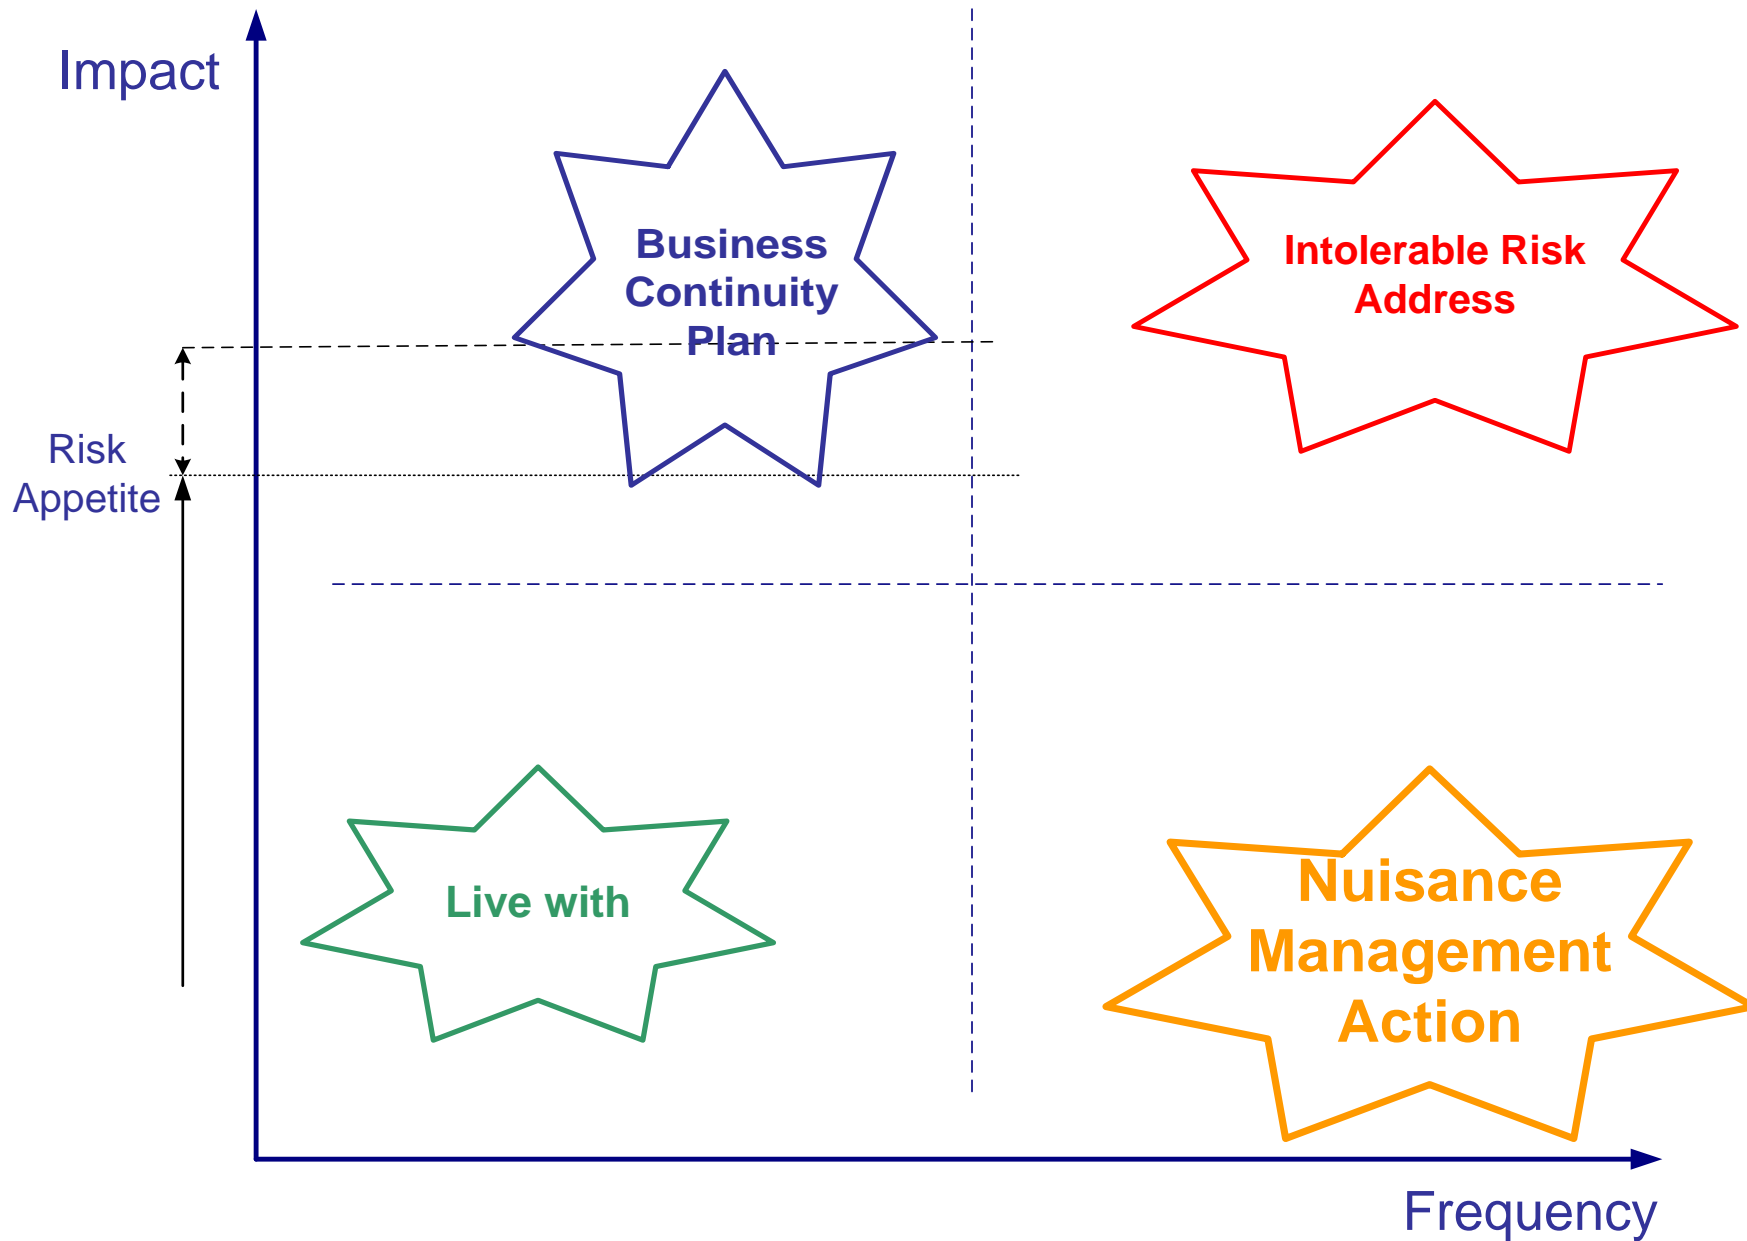 Impact
Business
Continuity
Plan
Intolerable Risk
Address
Risk
Appetite
Live with
Nuisance
Management
Action
Frequency